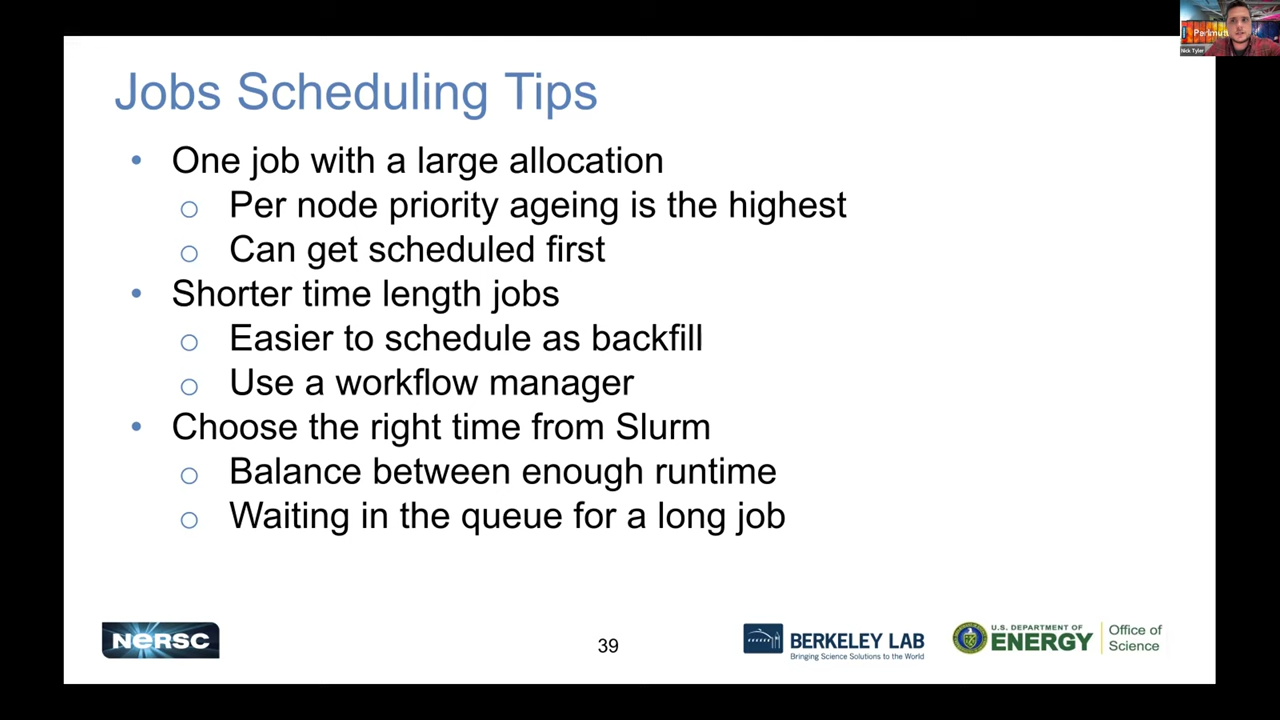 Jobs Scheduling Tips
• One job with a large allocation
o Per node priority ageing is the highest
o Can get scheduled first
• Shorter time length jobs
o Easier to schedule as backfill
o Use a workflow manager
• Choose the right time from Slurm
o Balance between enough runtime
o Waiting in the queue for a long job
NERSC
39
BERKELEY LAB
Bringing Science Solutions to the World
U.S. DEPARTMENT OF
ENERGY
Office of
Science
Nick Tyler